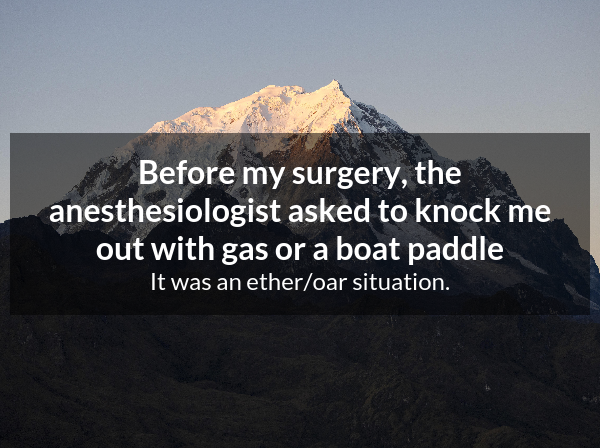 Before my surgery, the
anesthesiologist asked to knock me
out with gas or a boat paddle
It was an ether/oar situation.